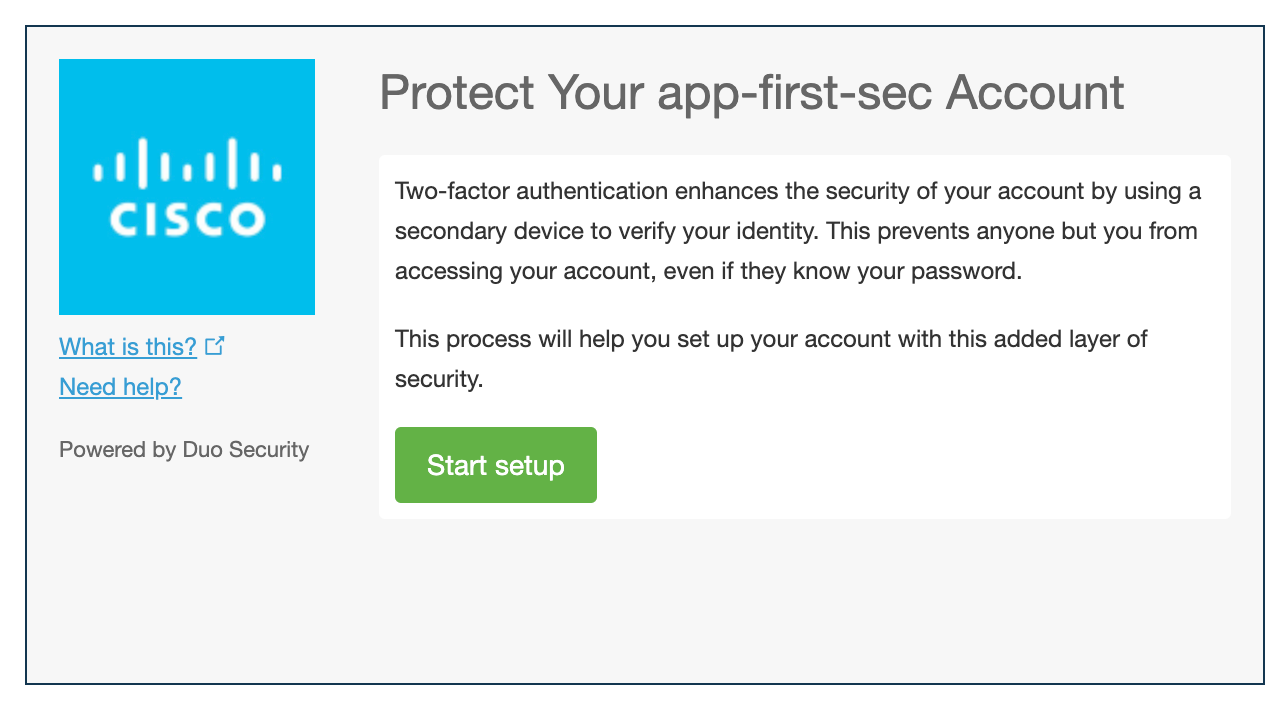 CISCO
What is this?
Need help?
Powered by Duo Security
Protect Your app-first-sec Account
Two-factor authentication enhances the security of your account by using a
secondary device to verify your identity. This prevents anyone but you from
accessing your account, even if they know your password.
This process will help you set up your account with this added layer of
security.
Start setup